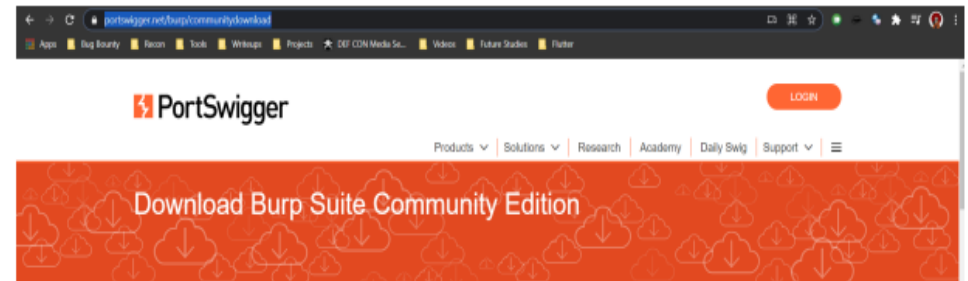 portswigger.net/burp/communitydownload
Apps Bug Bounty Recon Tools Writeups Projects DEF CON Media Se... Videos Future Studies Flutter
PortSwigger
LOGIN
Products Solutions Research Academy Daily Swig Support
Download Burp Suite Community Edition